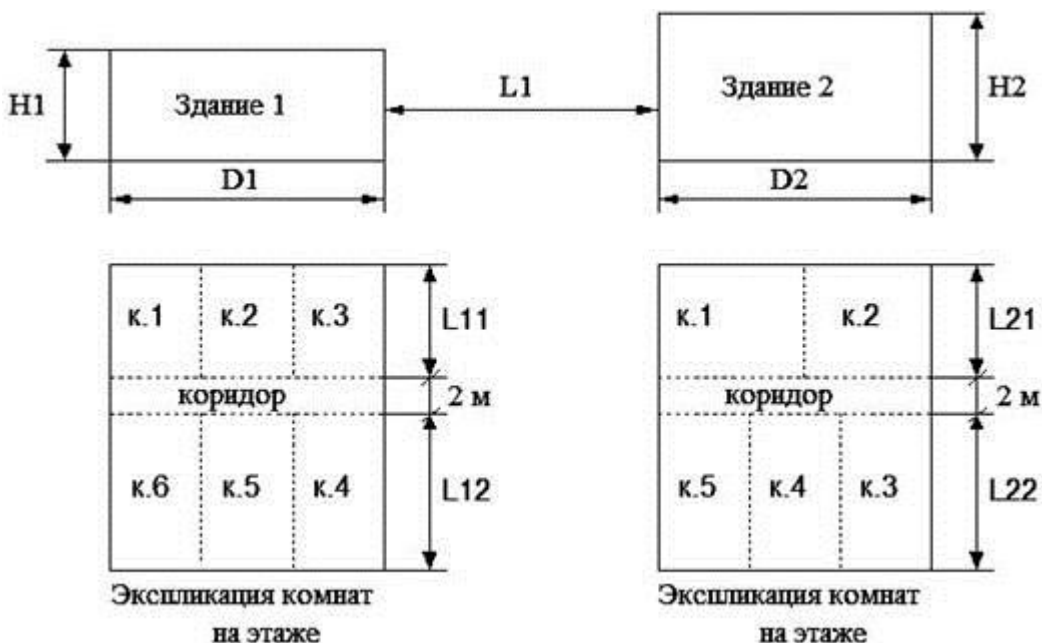 H1
Здание 1
L1
Здание 2
H2
D1
D2
к.1 к.2 к.3
L11
коридор
2 м
к.6 к.5 к.4
L12
Экспликация комнат
на этаже
к.1 к.2
L21
коридор
2 м
к.5 к.4 к.3
L22
Экспликация комнат
на этаже